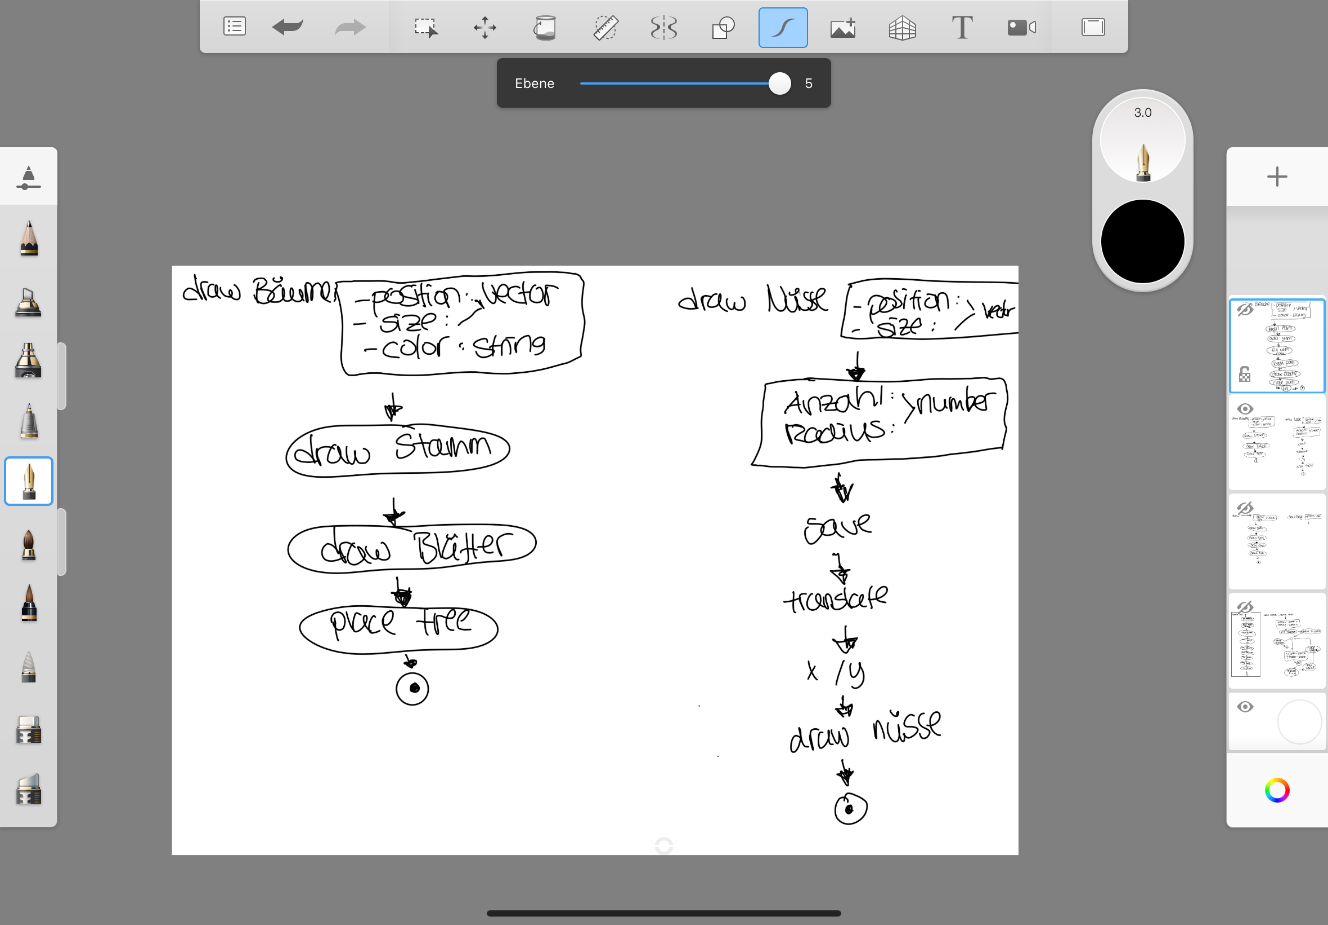 Ebene 5
3.0
draw Bäume
- position : vector
- size :
- color : string
draw Stamm
draw Blätter
place tree
draw Nüsse
- position :
- size : vector
Anzahl : number
Radius :
save
translate
x / y
draw nüsse